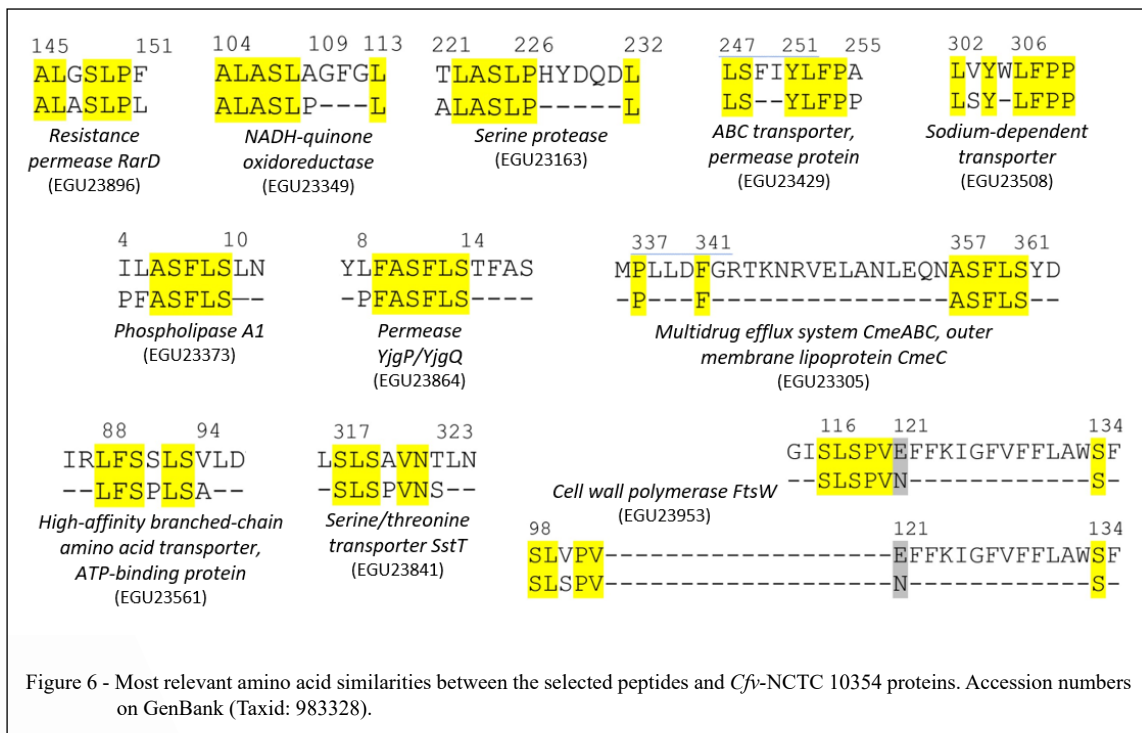 145 151
ALGSLPF
ALASLPL
Resistance
permease RarD
(EGU23896)
104 109 113
ALASLAGFGL
ALASLP---L
NADH-quinone
oxidoreductase
(EGU23349)
221 226 232
TLASLPHYDQDL
ALASLP-----L
Serine protease
(EGU23163)
247 251 255
LSFIYLFPA
LS--YLFPP
ABC transporter,
permease protein
(EGU23429)
302 306
LVYWLFPP
LSY-LFPP
Sodium-dependent
transporter
(EGU23508)
4 10
ILASFLSLN
PFASFLS--
Phospholipase A1
(EGU23373)
8 14
YLFASFLSTFAS
-PFASFLS----
Permease
YjgP/YjgQ
(EGU23864)
337 341 357 361
MPLLDFGRTKNRVELANLEQNASFLSYD
-P---F----------------ASFLS--
Multidrug efflux system CmeABC, outer
membrane lipoprotein CmeC
(EGU23305)
88 94
IRLFSSLSVLD
--LFSPLSA--
High-affinity branched-chain
amino acid transporter,
ATP-binding protein
(EGU23561)
317 323
LSLSAVNTLN
-SLSPVNS--
Serine/threonine
transporter SstT
(EGU23841)
116 121 134
GISLSPVEFFKIGFVFFLAWSF
SLSPVN------------S-
Cell wall polymerase FtsW
(EGU23953)
98 121 134
SLVPV-------------------EFFKIGFVFFLAWSF
SLSPV-------------------N------------S-
Figure 6 - Most relevant amino acid similarities between the selected peptides and Cfv-NCTC 10354 proteins. Accession numbers
on GenBank (Taxid: 983328).